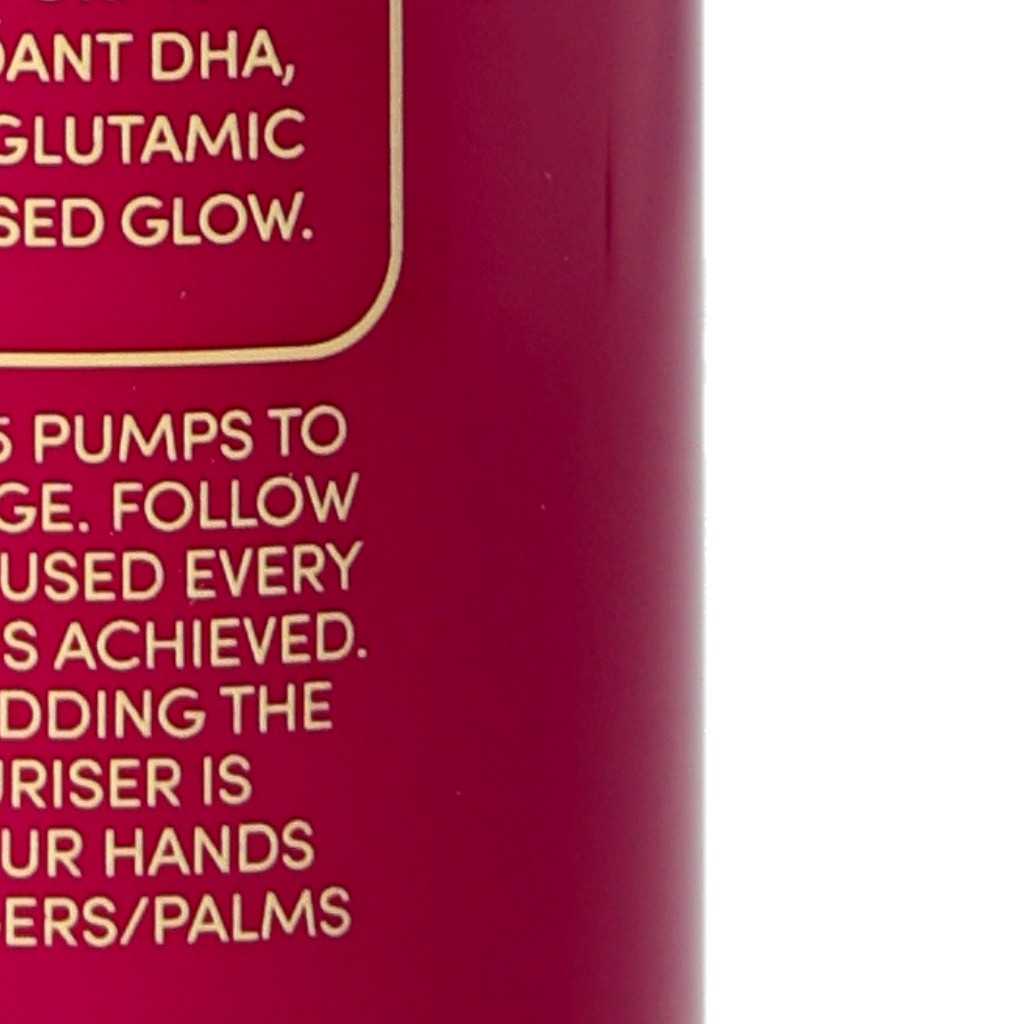 DANT DHA,
GLUTAMIC
SED GLOW.
5 PUMPS TO
GE. FOLLOW
USED EVERY
S ACHIEVED.
DDING THE
URISER IS
UR HANDS
GERS/PALMS